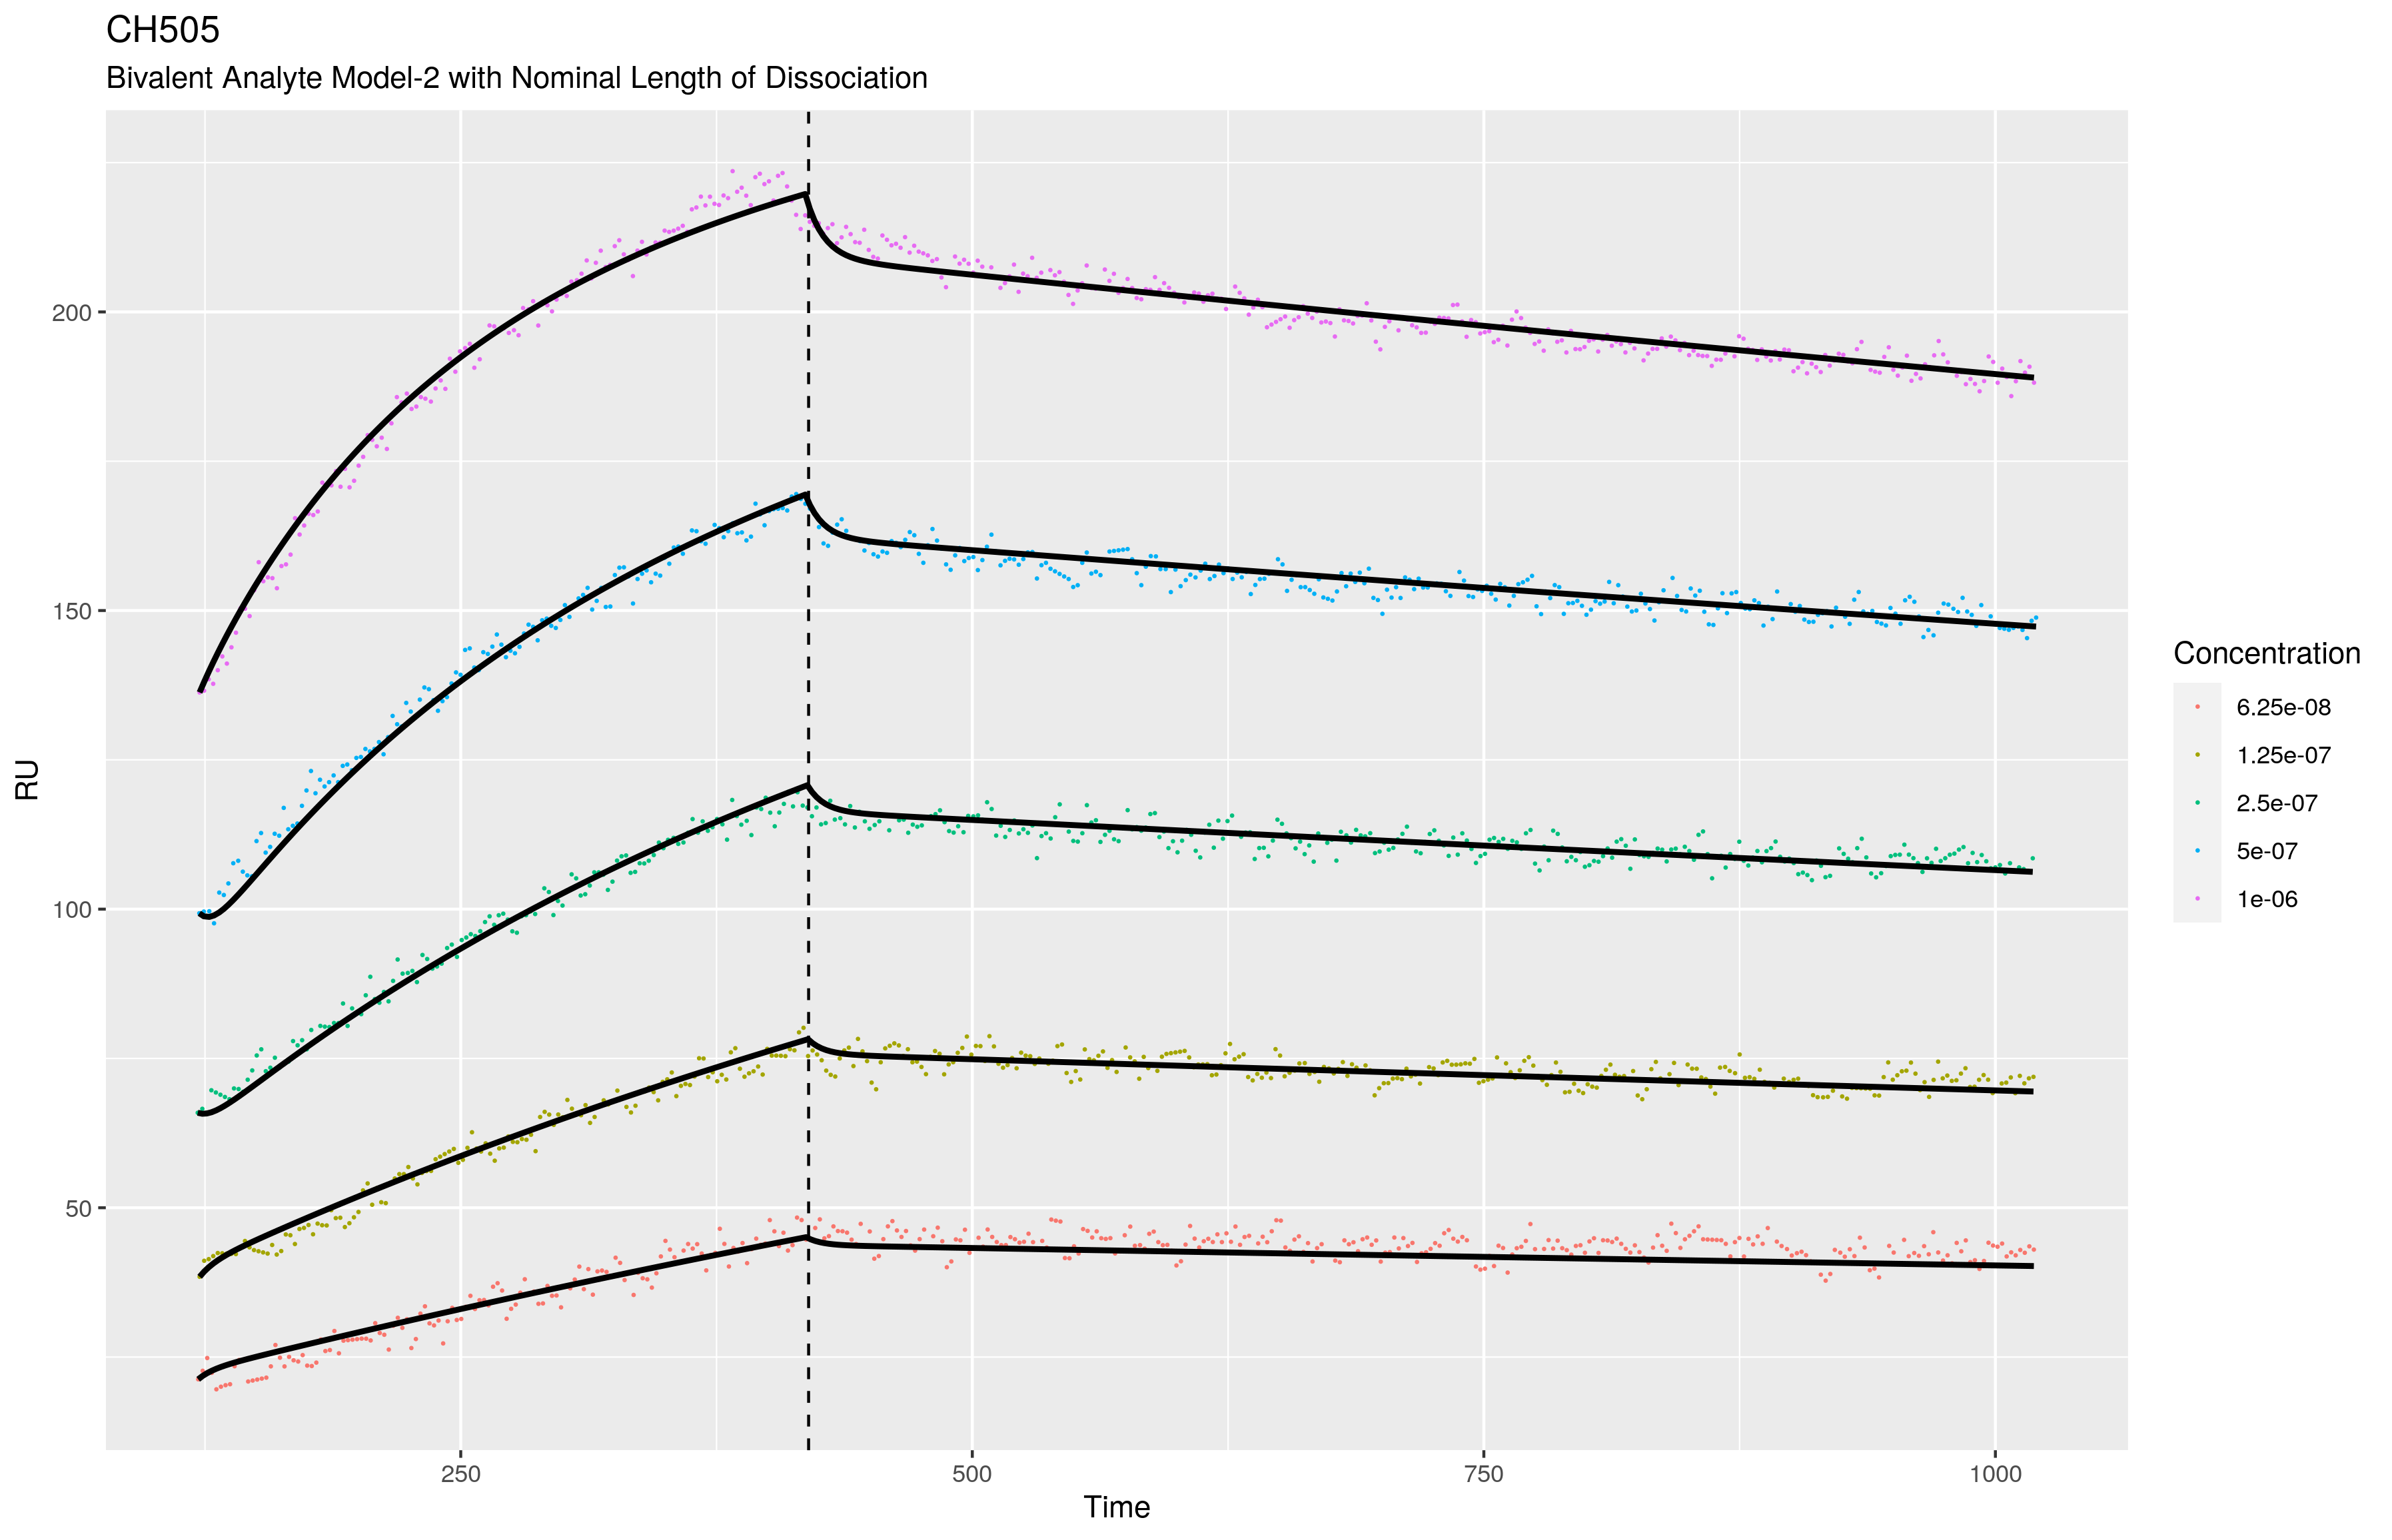 CH505
Bivalent Analyte Model-2 with Nominal Length of Dissociation
RU
200
150
100
50
250
500
750
1000
Time
Concentration
6.25e-08
1.25e-07
2.5e-07
5e-07
1e-06